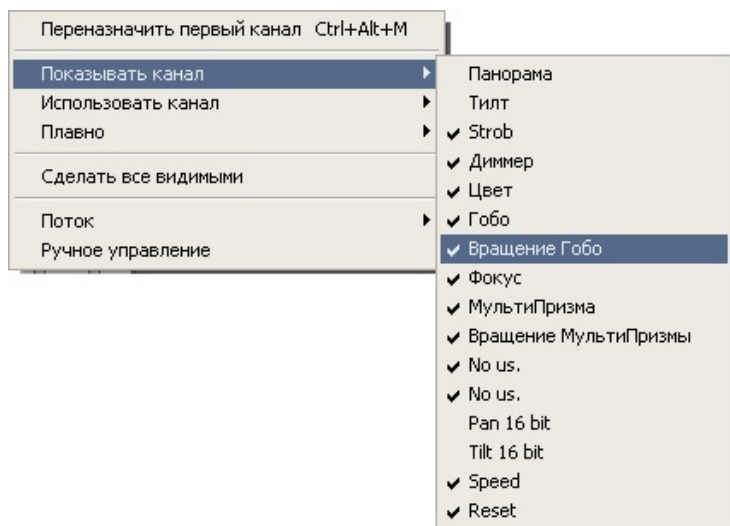 Переназначить первый канал Ctrl+Alt+M
Показывать канал
Использовать канал
Плавно
Сделать все видимыми
Поток
Ручное управление
Панорама
Тилт
Strob
Диммер
Цвет
Гобо
Вращение Гобо
Фокус
МультиПризма
Вращение МультиПризмы
No us.
No us.
Pan 16 bit
Tilt 16 bit
Speed
Reset